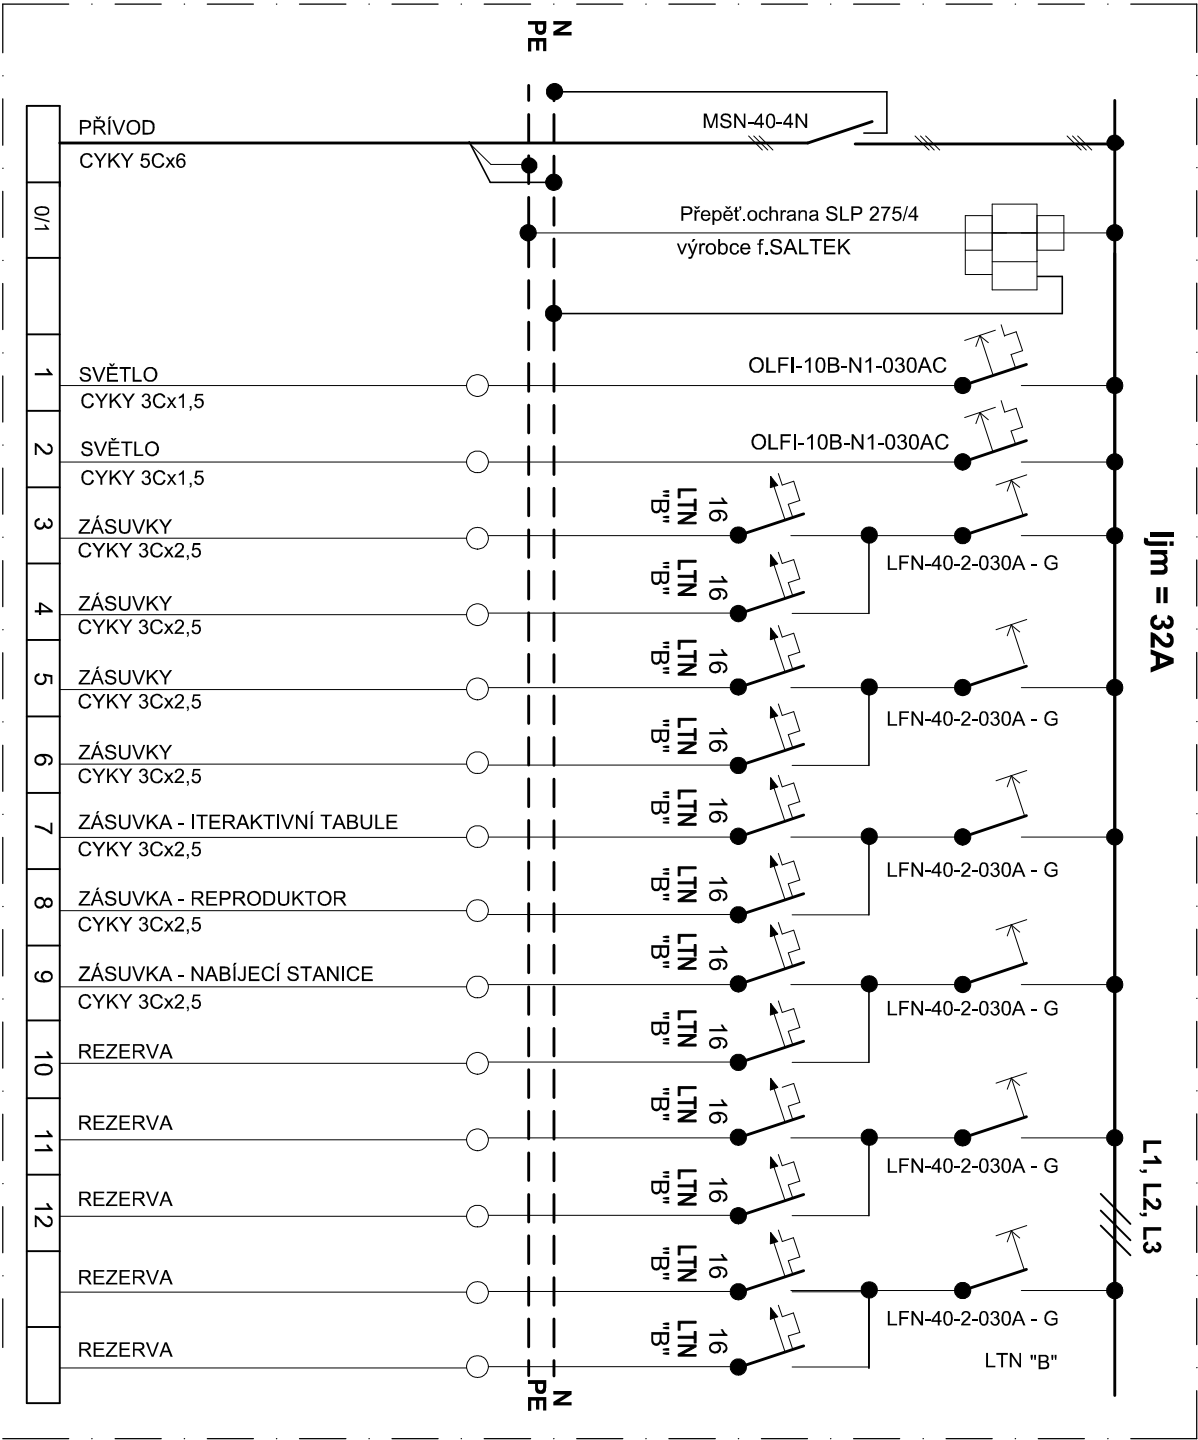 N
PE
PŘÍVOD
CYKY 5Cx6
MSN-40-4N
0/1
Přepěť.ochrana SLP 275/4
výrobce f.SALTEK
1
SVĚTLO
CYKY 3Cx1,5
OLFI-10B-N1-030AC
2
SVĚTLO
CYKY 3Cx1,5
OLFI-10B-N1-030AC
3
ZÁSUVKY
CYKY 3Cx2,5
16
LTN
"B"
LFN-40-2-030A - G
Ijm = 32A
4
ZÁSUVKY
CYKY 3Cx2,5
16
LTN
"B"
5
ZÁSUVKY
CYKY 3Cx2,5
16
LTN
"B"
LFN-40-2-030A - G
6
ZÁSUVKY
CYKY 3Cx2,5
16
LTN
"B"
7
ZÁSUVKA - ITERAKTIVNÍ TABULE
CYKY 3Cx2,5
16
LTN
"B"
LFN-40-2-030A - G
8
ZÁSUVKA - REPRODUKTOR
CYKY 3Cx2,5
16
LTN
"B"
9
ZÁSUVKA - NABÍJECÍ STANICE
CYKY 3Cx2,5
16
LTN
"B"
LFN-40-2-030A - G
10
REZERVA
16
LTN
"B"
11
REZERVA
16
LTN
"B"
LFN-40-2-030A - G
L1, L2, L3
12
REZERVA
16
LTN
"B"
REZERVA
16
LTN
"B"
LFN-40-2-030A - G
REZERVA
16
LTN
"B"
LTN "B"
N
PE